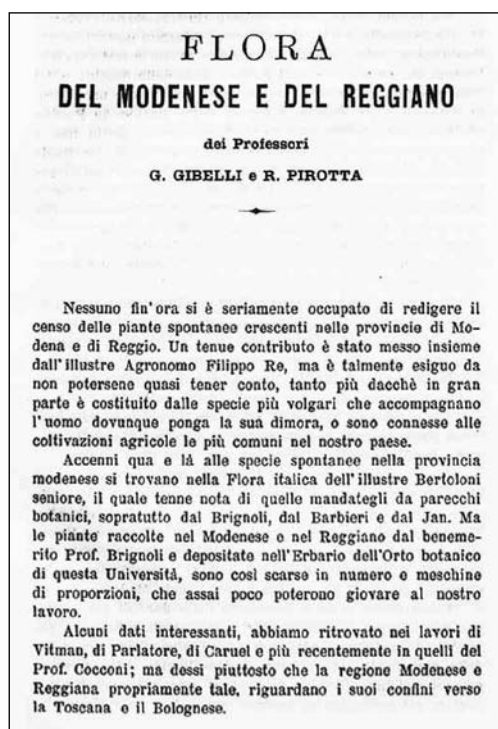 FLORA
DEL MODENESE E DEL REGGIANO
dei Professori
G. GIBELLI e R. PIROTTA
Nessuno fin'ora si è seriamente occupato di redigere il
censo delle piante spontanee crescenti nelle provincie di Mo-
dena e di Reggio. Un tenue contributo è stato messo insieme
dall'illustre Agronomo Filippo Re, ma è talmente esiguo da
non potersene quasi tener conto, tanto più dacchè in gran
parte è costituito dalle specie più volgari che accompagnano
l'uomo dovunque ponga la sua dimora, o sono connesse alle
coltivazioni agricole le più comuni nel nostro paese.
Accenni qua e là alle specie spontanee nella provincia
modenese si trovano nella Flora italica dell'illustre Bertoloni
seniore, il quale tenne nota di quelle mandategli da parecchi
botanici, sopratutto dal Brignoli, dal Barbieri e dal Jan. Ma
le piante raccolte nel Modenese e nel Reggiano dal beneme-
rito Prof. Brignoli e depositate nell'Erbario dell'Orto botanico
di questa Università, sono così scarse in numero e meschine
di proporzioni, che assai poco poterono giovare al nostro
lavoro.
Alcuni dati interessanti, abbiamo ritrovato nei lavori di
Vitman, di Parlatore, di Caruel e più recentemente in quelli del
Prof. Cocconi; ma dessi piuttosto che la regione Modenese e
Reggiana propriamente tale, riguardano i suoi confini verso
la Toscana e il Bolognese.